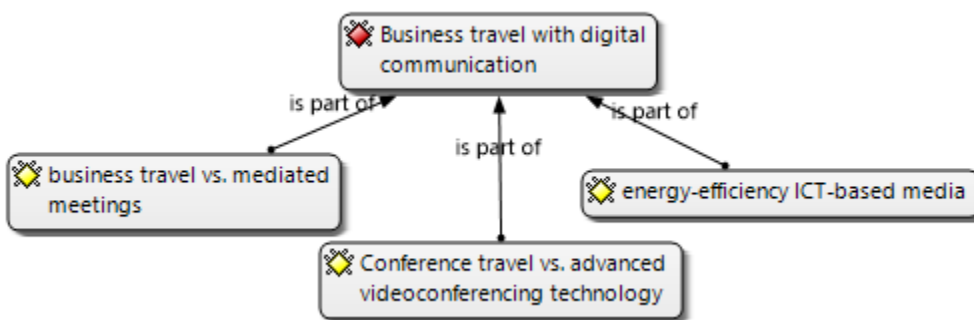 Business travel with digital
communication
is part of
is part of
is part of
business travel vs. mediated
meetings
energy-efficiency ICT-based media
Conference travel vs. advanced
videoconferencing technology